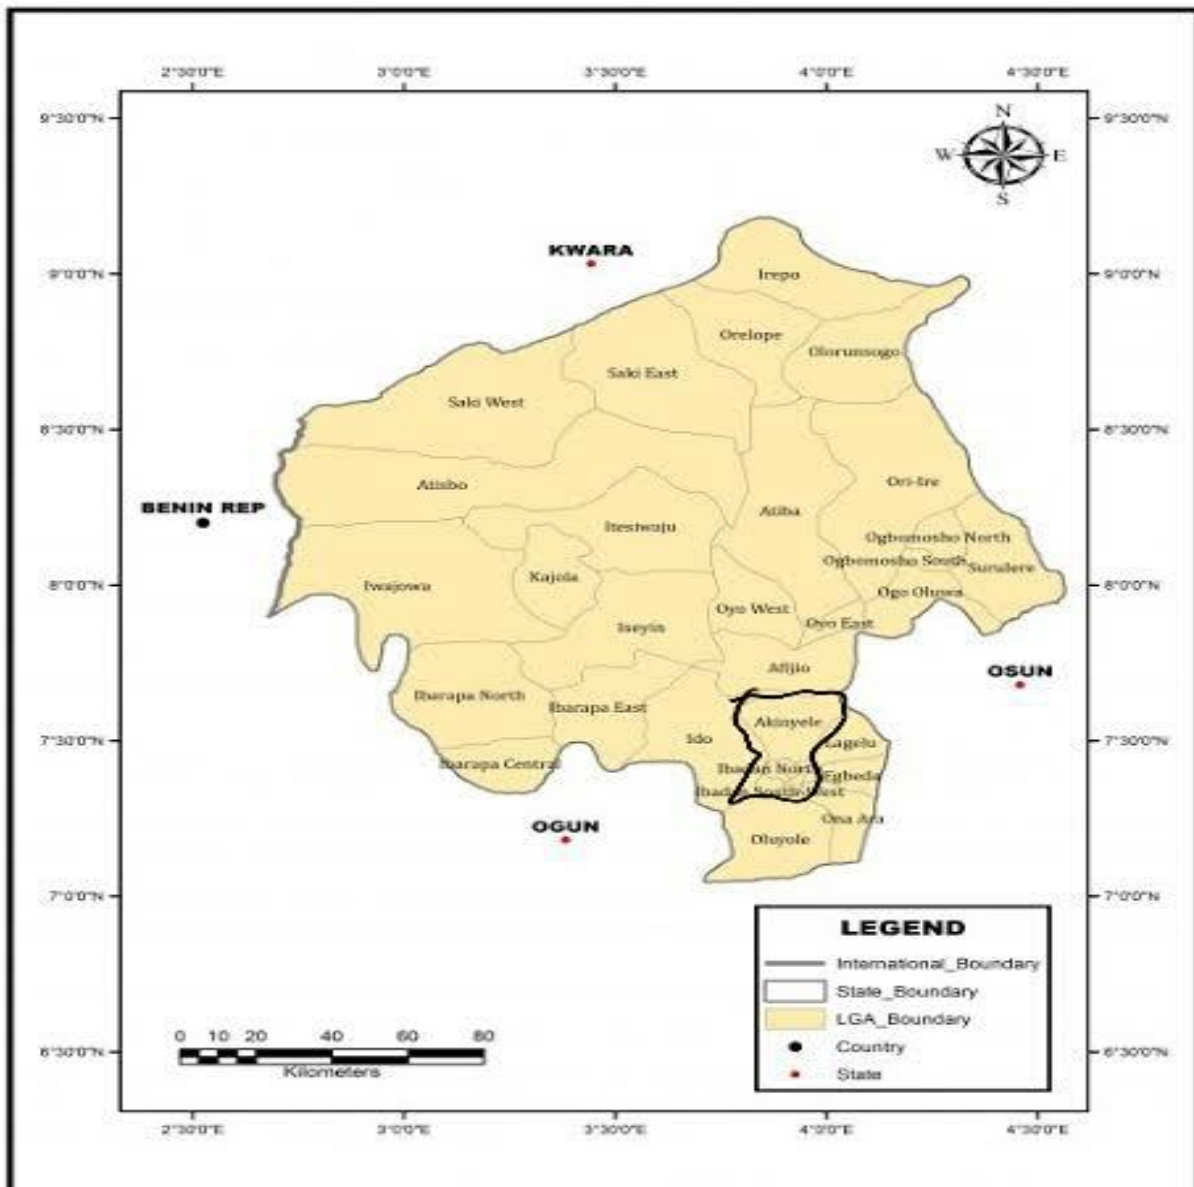 2°30'0"E 3°0'0"E 3°30'0"E 4°0'0"E 4°30'0"E
9°30'0"N 9°30'0"N
N
W E
S
KWARA
9°0'0"N Irepo 9°0'0"N
Orelope
Olorunsogo
Saki East
Saki West
8°30'0"N 8°30'0"N
Atisbo Ori-Ire
BENIN REP
Atiba
Itesiwaju
Ogbomosho North
Ogbomosho South
Surulere
Kajola
8°0'0"N Iwajowa Ogo Oluwa 8°0'0"N
Oyo West
Oyo East
Iseyin
Afijio
OSUN
Ibarapa North
Ibarapa East
Akinyele
7°30'0"N Ido Lagelu 7°30'0"N
Ibarapa Central
Ibadan North
Egbeda
Ibadan South-West
Ona Ara
OGUN
Oluyole
7°0'0"N 7°0'0"N
LEGEND
International_Boundary
State_Boundary
LGA_Boundary
Country
State
0 10 20 40 60 80
Kilometers
6°30'0"N 6°30'0"N
2°30'0"E 3°0'0"E 3°30'0"E 4°0'0"E 4°30'0"E